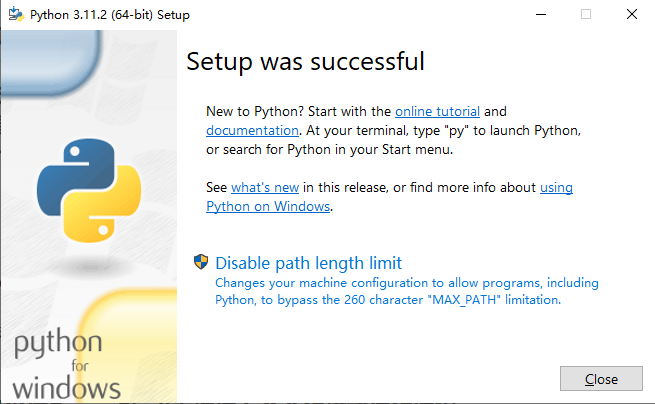 Python 3.11.2 (64-bit) Setup
Setup was successful
New to Python? Start with the online tutorial and
documentation. At your terminal, type "py" to launch Python,
or search for Python in your Start menu.
See what's new in this release, or find more info about using
Python on Windows.
Disable path length limit
Changes your machine configuration to allow programs, including
Python, to bypass the 260 character "MAX_PATH" limitation.
python
for
windows
Close